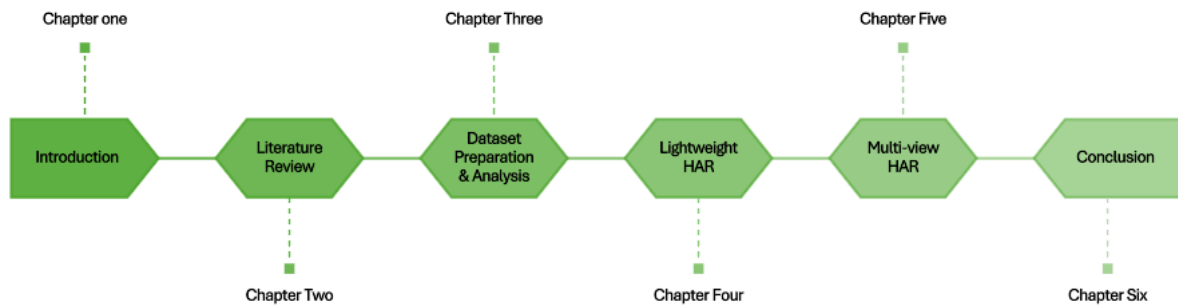 Chapter one
Chapter Three
Chapter Five
Introduction
Literature
Review
Dataset
Preparation
& Analysis
Lightweight
HAR
Multi-view
HAR
Conclusion
Chapter Two
Chapter Four
Chapter Six